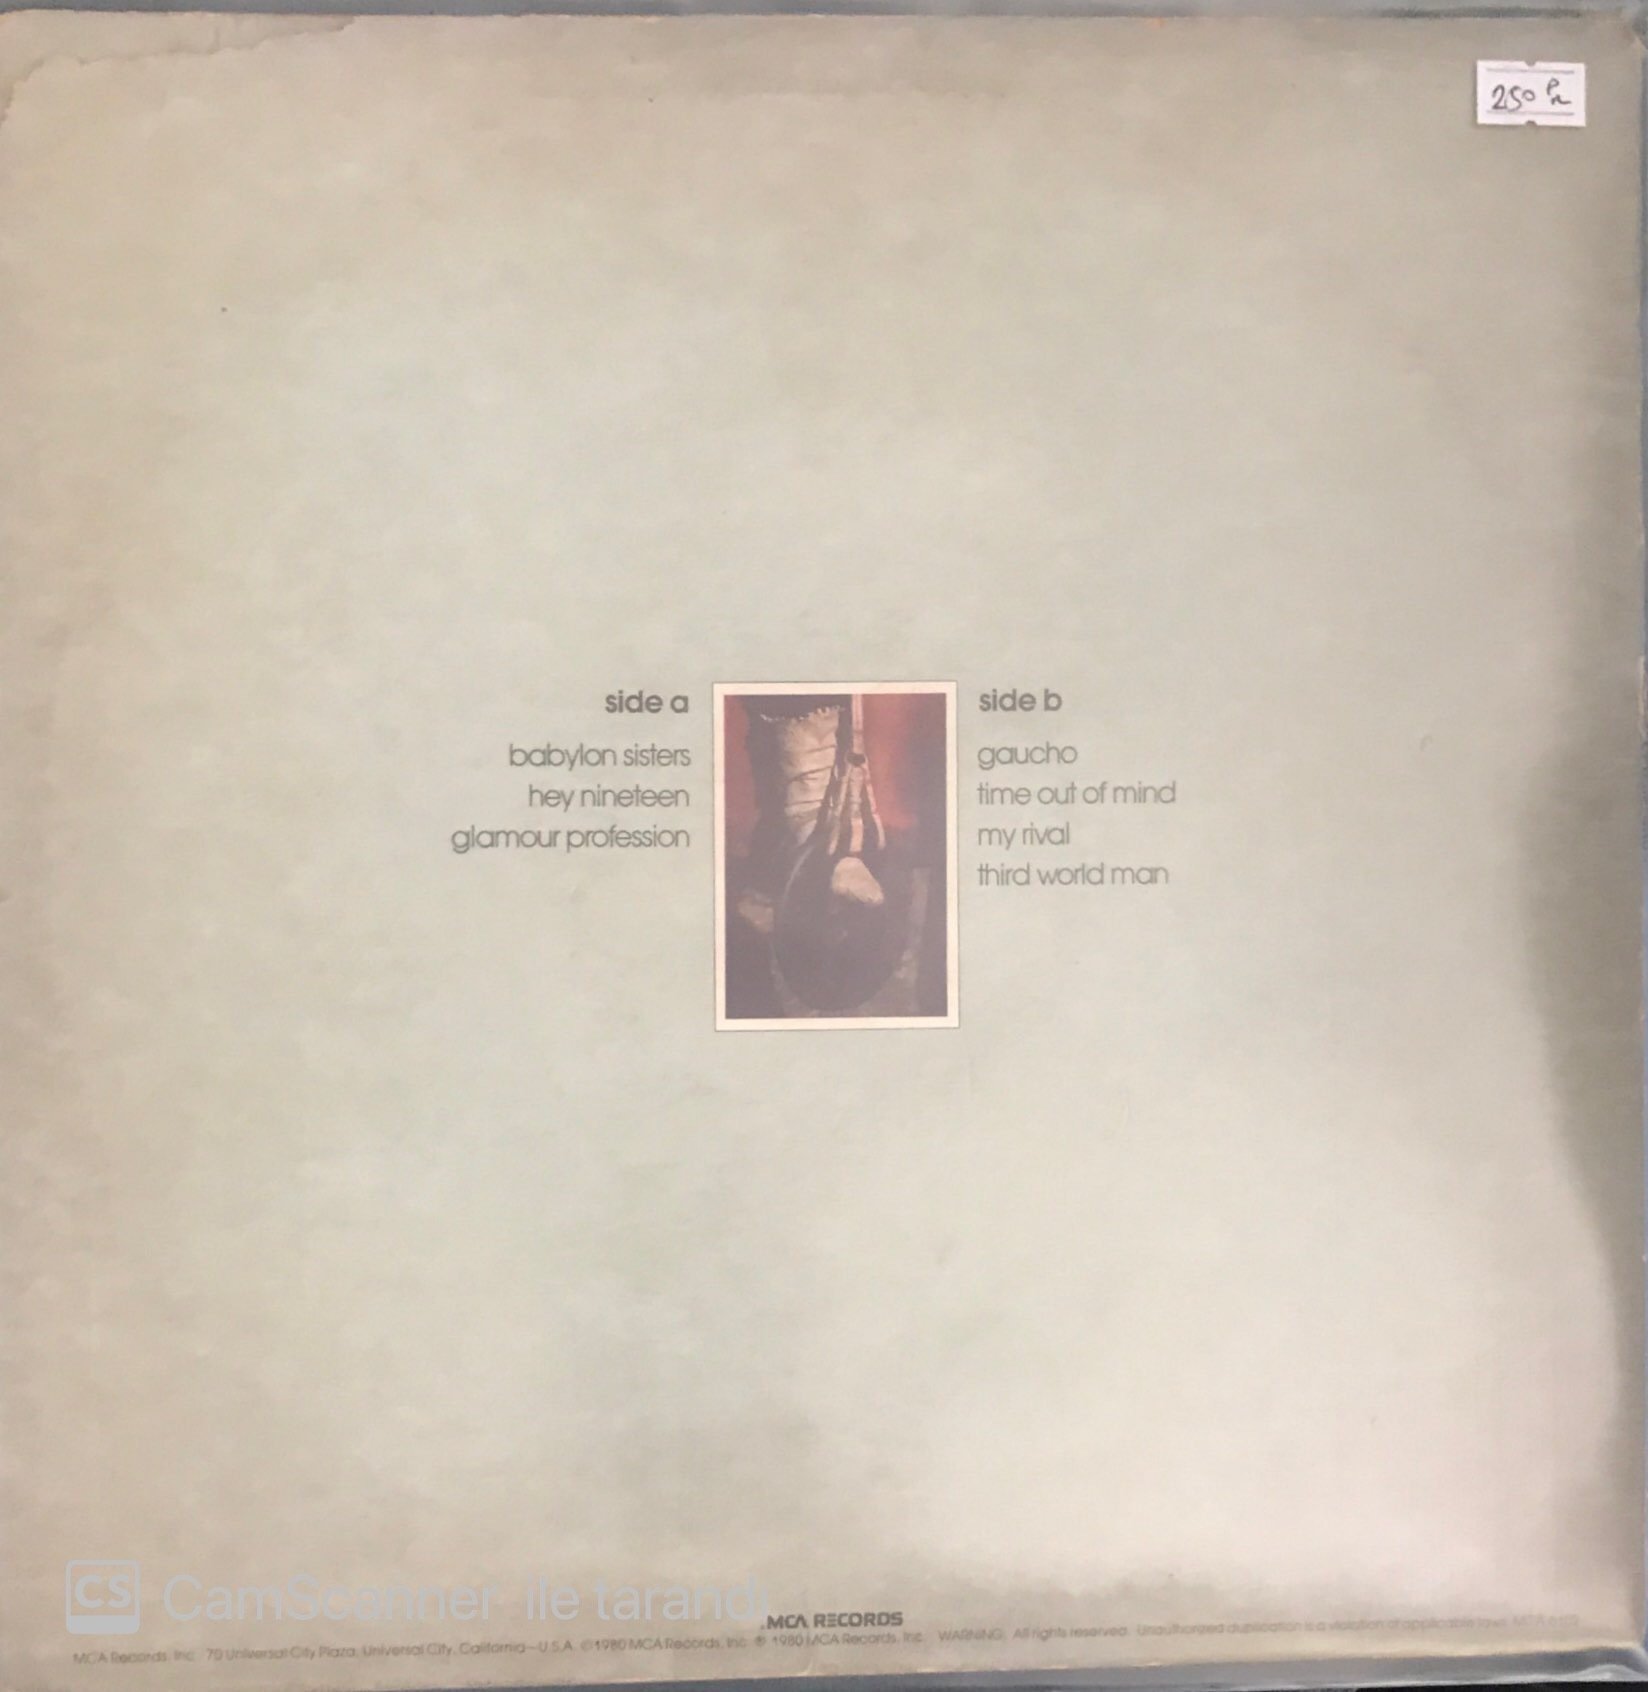 250
side a
babylon sisters
hey nineteen
glamour profession
side b
gaucho
time out of mind
my rival
third world man
CS CamScanner ile tarandı
MCA RECORDS
MCA Records, Inc. 70 Universal City Plaza, Universal City, California—U.S.A. ©1980 MCA Records, Inc. ℗ 1980 MCA Records, Inc. WARNING: All rights reserved. Unauthorized duplication is a violation of applicable laws.